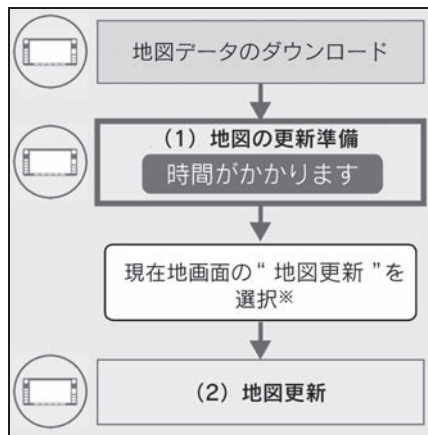 地図データのダウンロード
(1) 地図の更新準備
時間がかかります
現在地画面の“ 地図更新 ”を
選択※
(2) 地図更新